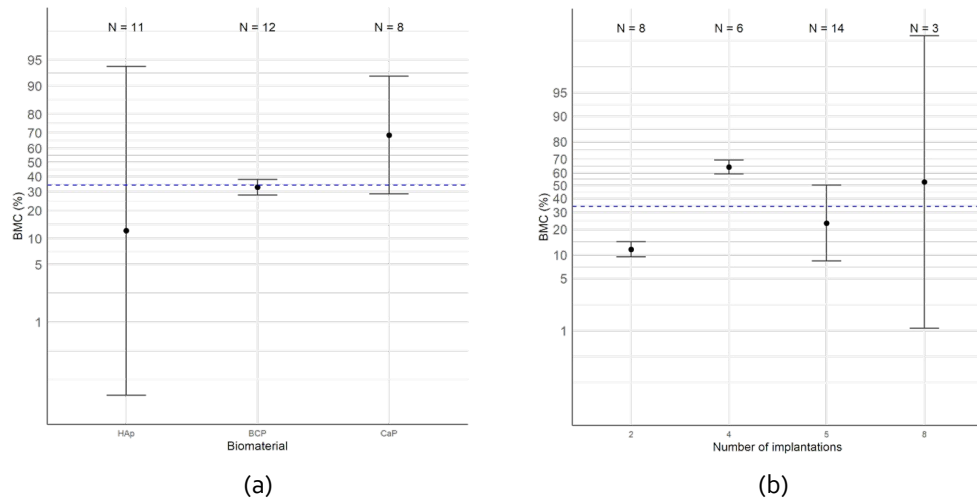 N = 11 N = 12 N = 8
95
90
80
70
60
50
40
30
20
10
5
1
BMC (%)
HAp BCP CaP
Biomaterial
(a)
N = 8 N = 6 N = 14 N = 3
95
90
80
70
60
50
40
30
20
10
5
1
BMC (%)
2 4 5 8
Number of implantations
(b)